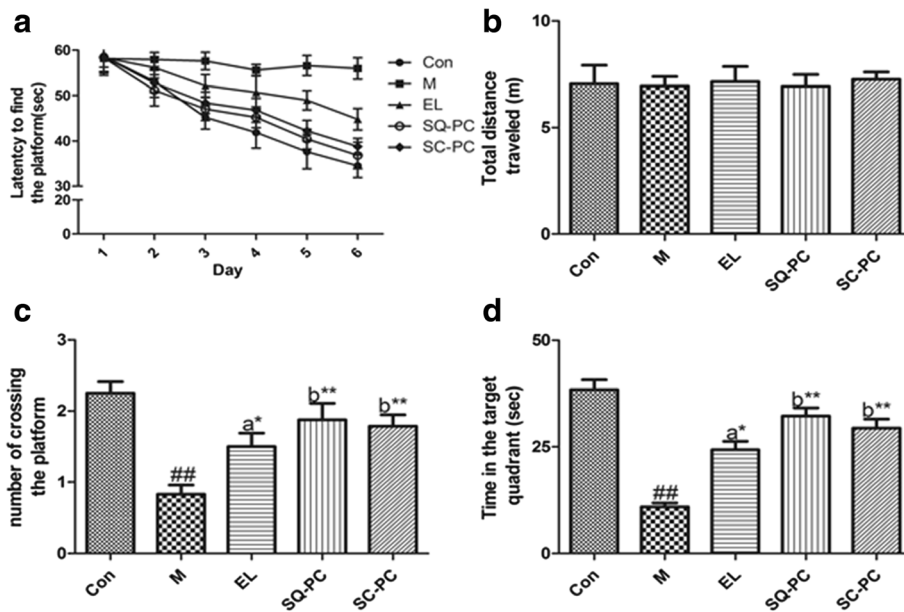 a
Latency to find
the platform(sec)
60
50
40
30
20
0
1
2
3
4
5
6
Day
Con
M
EL
SQ-PC
SC-PC
b
Total distance
traveled (m)
10
5
0
Con
M
EL
SQ-PC
SC-PC
c
number of crossing
the platform
3
2
1
0
##
a*
b**
b**
Con
M
EL
SQ-PC
SC-PC
d
Time in the target
quadrant (sec)
50
25
0
##
a*
b**
b**
Con
M
EL
SQ-PC
SC-PC